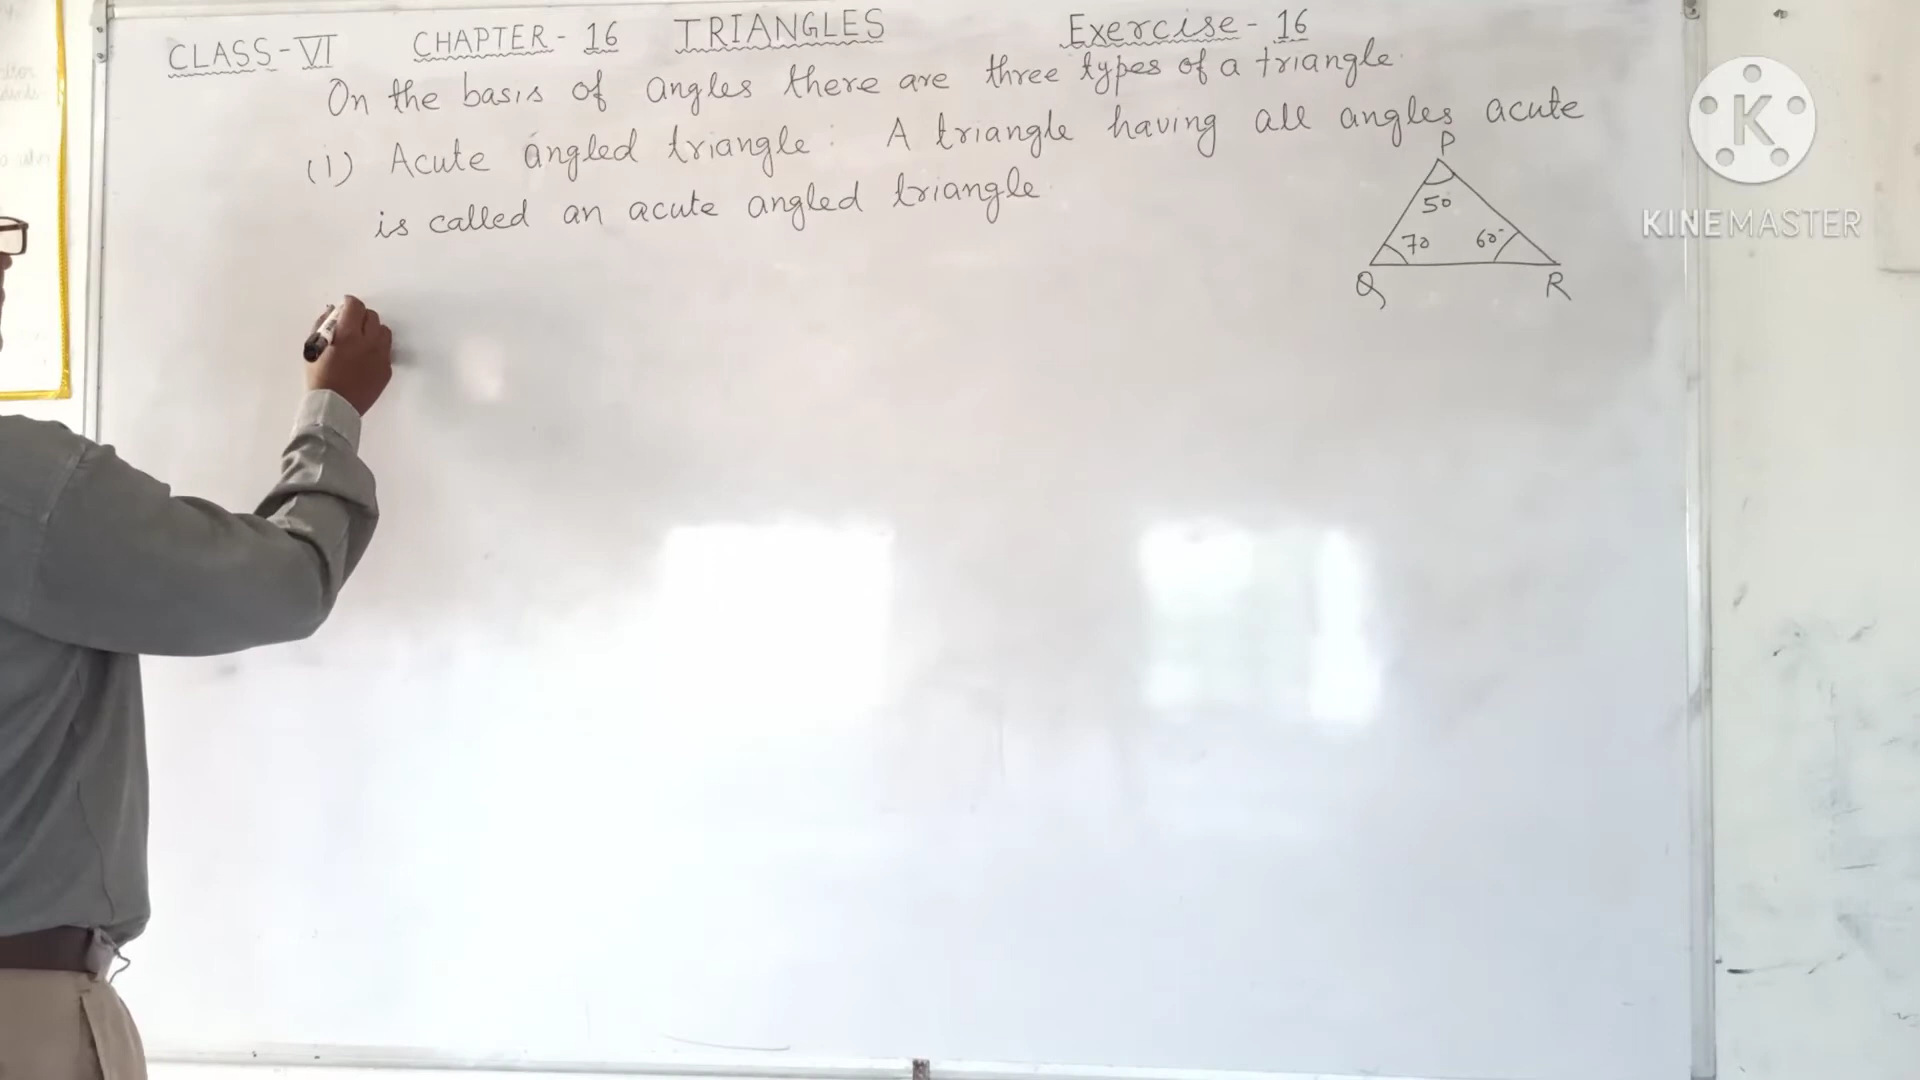 CLASS-VI CHAPTER-16 TRIANGLES Exercise-16
On the basis of angles there are three types of a triangle.
(i) Acute angled triangle: A triangle having all angles acute
is called an acute angled triangle.
P
50°
70 60°
Q R
K
KINEMASTER